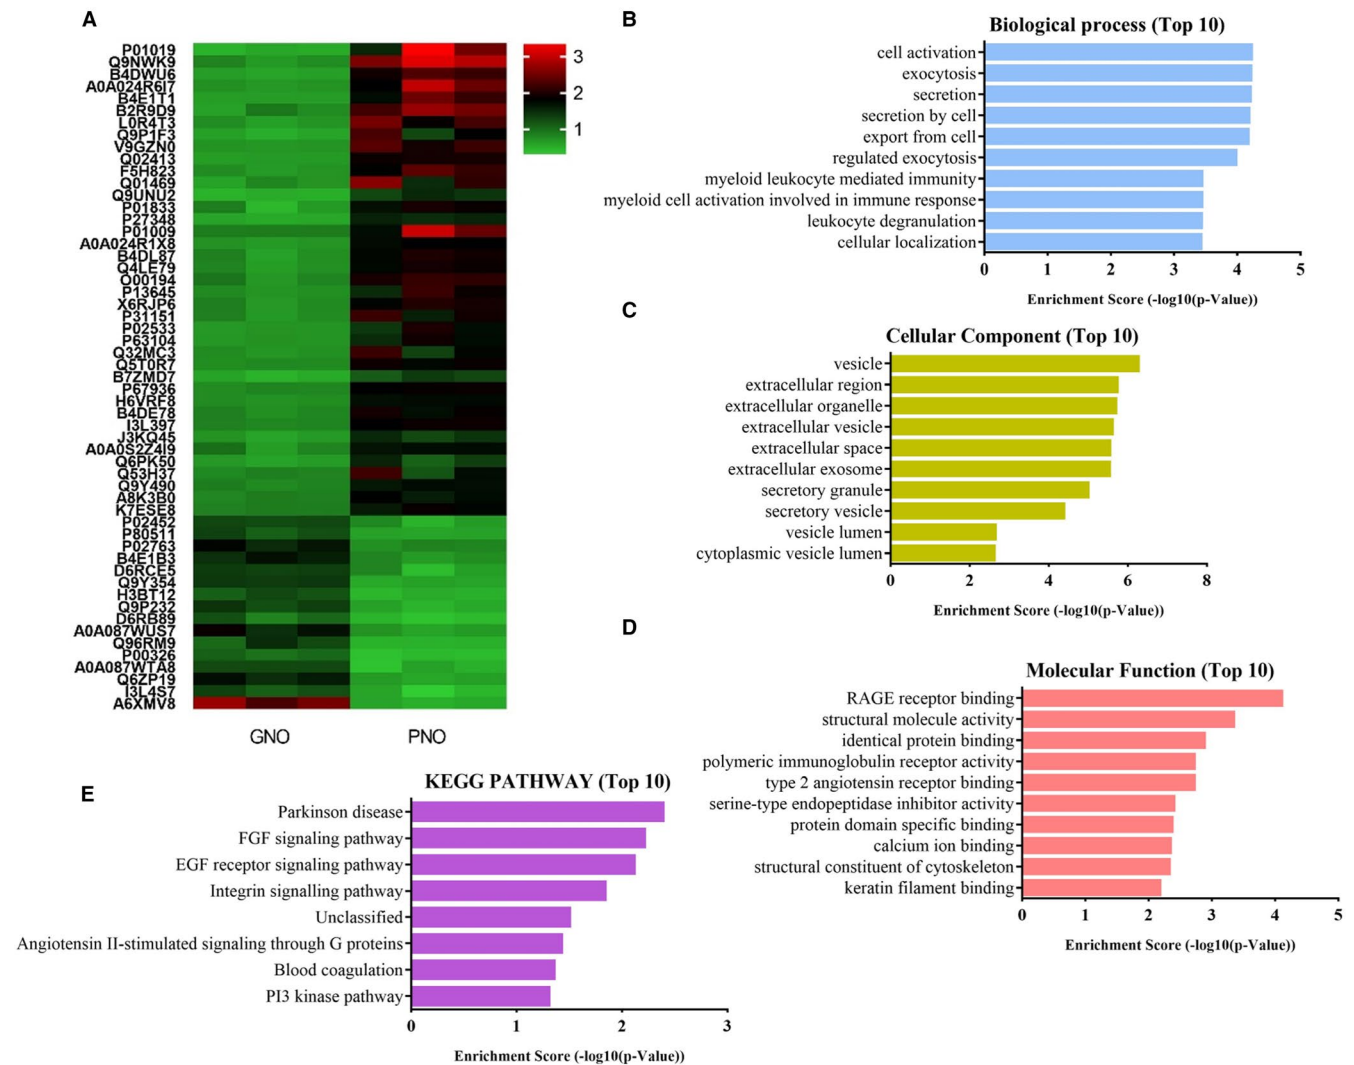 A
P01019
Q9NWK9
B4DWU6
A0A024R6I7
B4E1T1
B2R9D9
L0R4T3
Q9P1F3
V9GZN0
Q02413
F5H823
Q01469
Q9UNU2
P01833
P27348
P01009
A0A024R1X8
B4DL87
Q4LE79
O00194
P13645
X6RJP6
P31151
P02533
P63104
Q32MC3
Q5T0R7
B7ZMD7
P67936
H6VRF8
B4DE78
I3L397
J3KQ45
A0A0S2Z4I9
Q6PK50
Q53H37
Q9Y490
A8K3B0
K7ESE8
P02452
P80511
P02763
B4E1B3
D6RCE5
Q9Y354
H3BT12
Q9P232
D6RB89
A0A087WUS7
Q96RM9
P00326
A0A087WTA8
Q6ZP19
I3L4S7
A6XMV8
GNO PNO
3
2
1
B
Biological process (Top 10)
cell activation
exocytosis
secretion
secretion by cell
export from cell
regulated exocytosis
myeloid leukocyte mediated immunity
myeloid cell activation involved in immune response
leukocyte degranulation
cellular localization
0 1 2 3 4 5
Enrichment Score (-log10(p-Value))
C
Cellular Component (Top 10)
vesicle
extracellular region
extracellular organelle
extracellular vesicle
extracellular space
extracellular exosome
secretory granule
secretory vesicle
vesicle lumen
cytoplasmic vesicle lumen
0 2 4 6 8
Enrichment Score (-log10(p-Value))
D
Molecular Function (Top 10)
RAGE receptor binding
structural molecule activity
identical protein binding
polymeric immunoglobulin receptor activity
type 2 angiotensin receptor binding
serine-type endopeptidase inhibitor activity
protein domain specific binding
calcium ion binding
structural constituent of cytoskeleton
keratin filament binding
0 1 2 3 4 5
Enrichment Score (-log10(p-Value))
E
KEGG PATHWAY (Top 10)
Parkinson disease
FGF signaling pathway
EGF receptor signaling pathway
Integrin signalling pathway
Unclassified
Angiotensin II-stimulated signaling through G proteins
Blood coagulation
PI3 kinase pathway
0 1 2 3
Enrichment Score (-log10(p-Value))